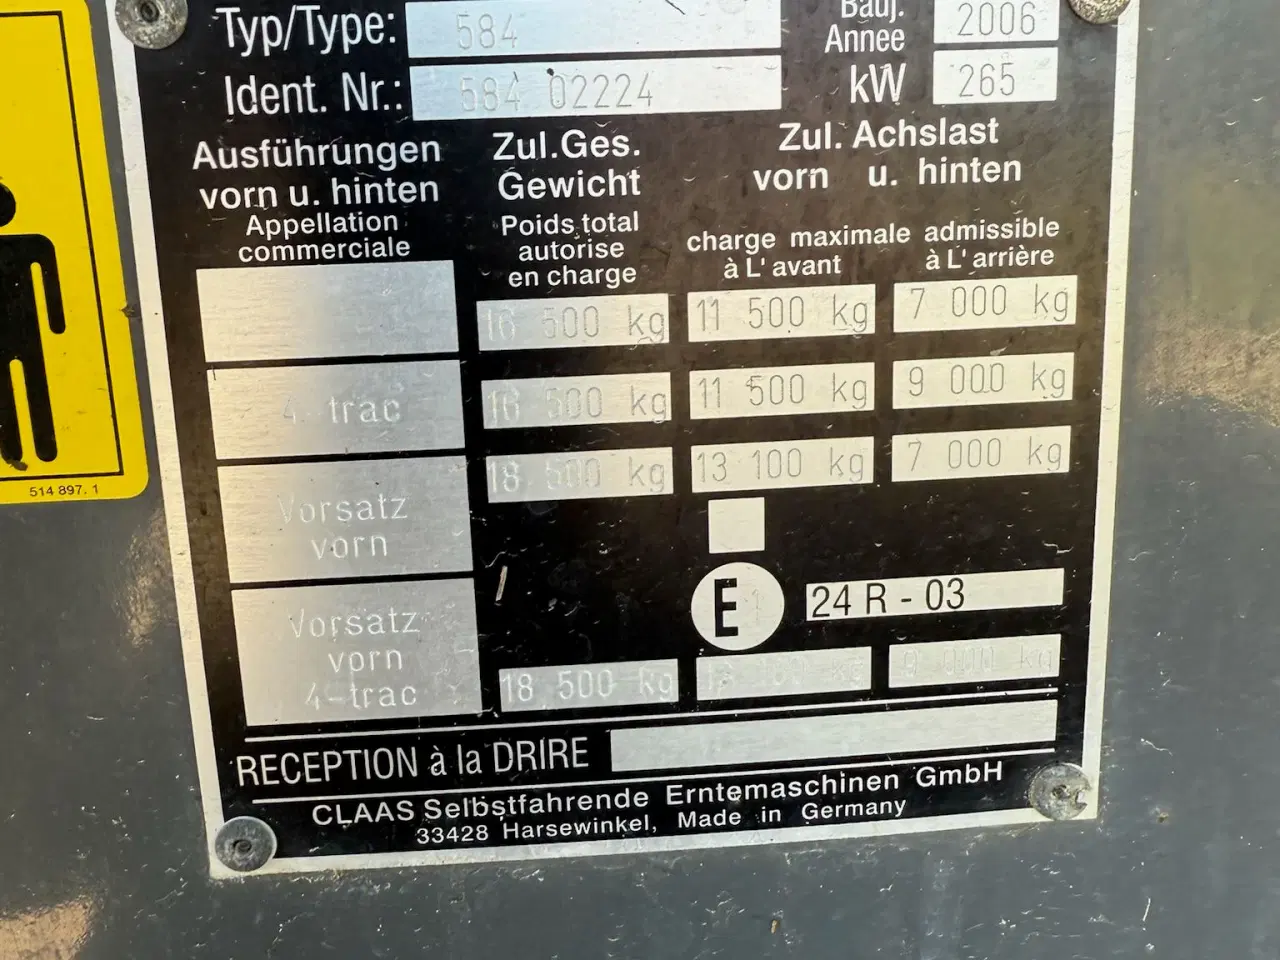 Typ/Type: 584 Bauj. Annee 2006
Ident. Nr.: 584 02224 kW 265
Ausführungen vorn u. hinten
Appellation commerciale
Zul.Ges. Gewicht
Poids total autorise en charge
Zul. Achslast
vorn u. hinten
charge maximale admissible
à L' avant à L' arrière
16 500 kg 11 500 kg 7 000 kg
4-trac 16 500 kg 11 500 kg 9 000 kg
Vorsatz vorn 18 500 kg 13 100 kg 7 000 kg
E 1 24 R - 03
Vorsatz
vorn
4-trac 18 500 kg 13 100 kg 9 000 kg
RECEPTION à la DRIRE
CLAAS Selbstfahrende Erntemaschinen GmbH
33428 Harsewinkel, Made in Germany
514 897. 1